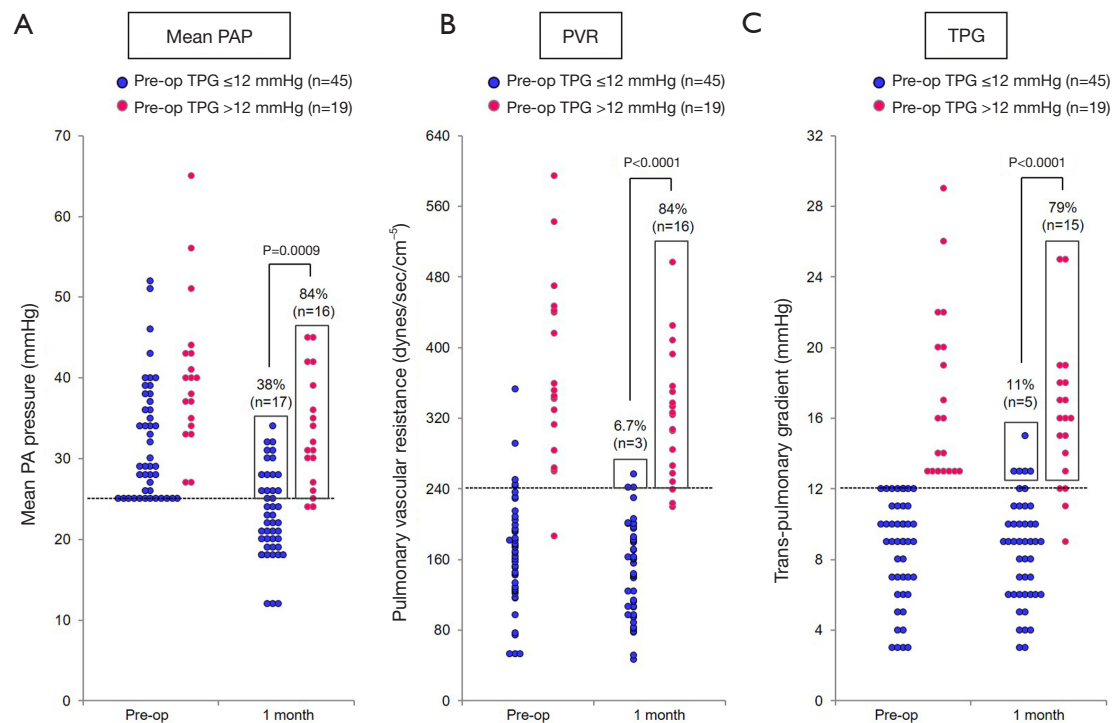 A
Mean PAP
Pre-op TPG ≤12 mmHg (n=45)
Pre-op TPG >12 mmHg (n=19)
Mean PA pressure (mmHg)
70
60
50
40
30
20
10
0
P=0.0009
84%
(n=16)
38%
(n=17)
Pre-op
1 month
B
PVR
Pre-op TPG ≤12 mmHg (n=45)
Pre-op TPG >12 mmHg (n=19)
Pulmonary vascular resistance (dynes/sec/cm⁻⁵)
640
560
480
400
320
240
160
80
0
P<0.0001
84%
(n=16)
6.7%
(n=3)
Pre-op
1 month
C
TPG
Pre-op TPG ≤12 mmHg (n=45)
Pre-op TPG >12 mmHg (n=19)
Trans-pulmonary gradient (mmHg)
32
28
24
20
16
12
8
4
0
P<0.0001
79%
(n=15)
11%
(n=5)
Pre-op
1 month